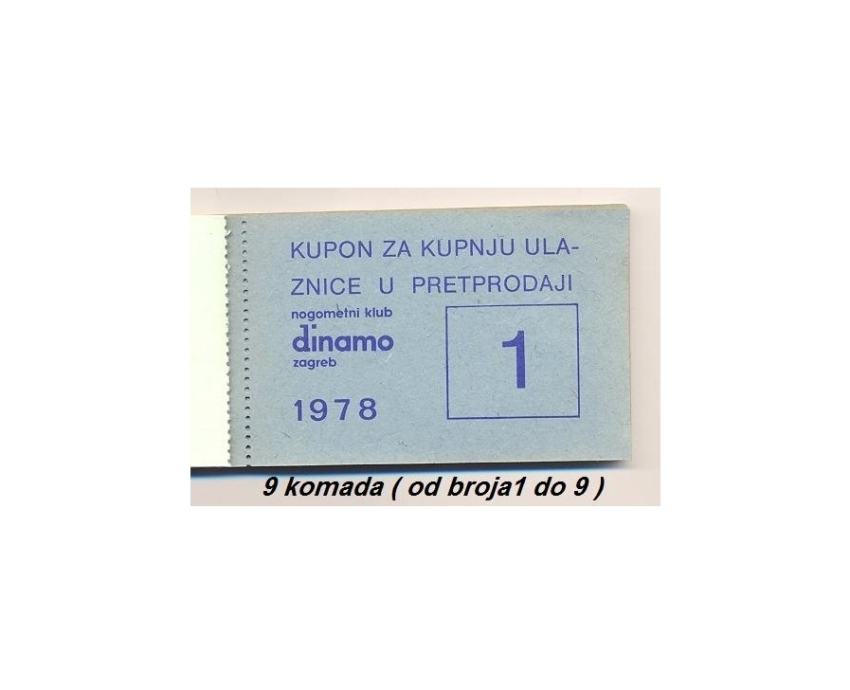 KUPON ZA KUPNJU ULA-
ZNICE U PRETPRODAJI
nogometni klub
dinamo
zagreb
1
1978
9 komada ( od broja1 do 9 )